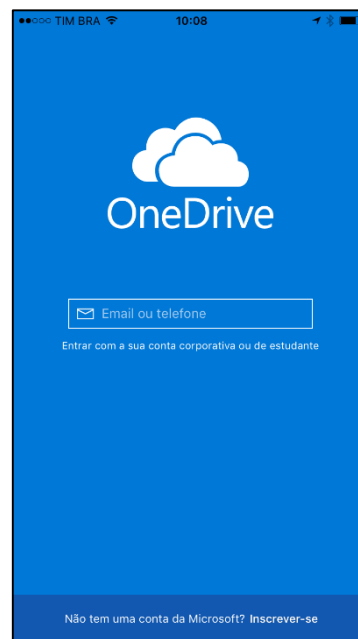 TIM BRA 10:08
OneDrive
Email ou telefone
Entrar com a sua conta corporativa ou de estudante
Não tem uma conta da Microsoft? Inscrever-se